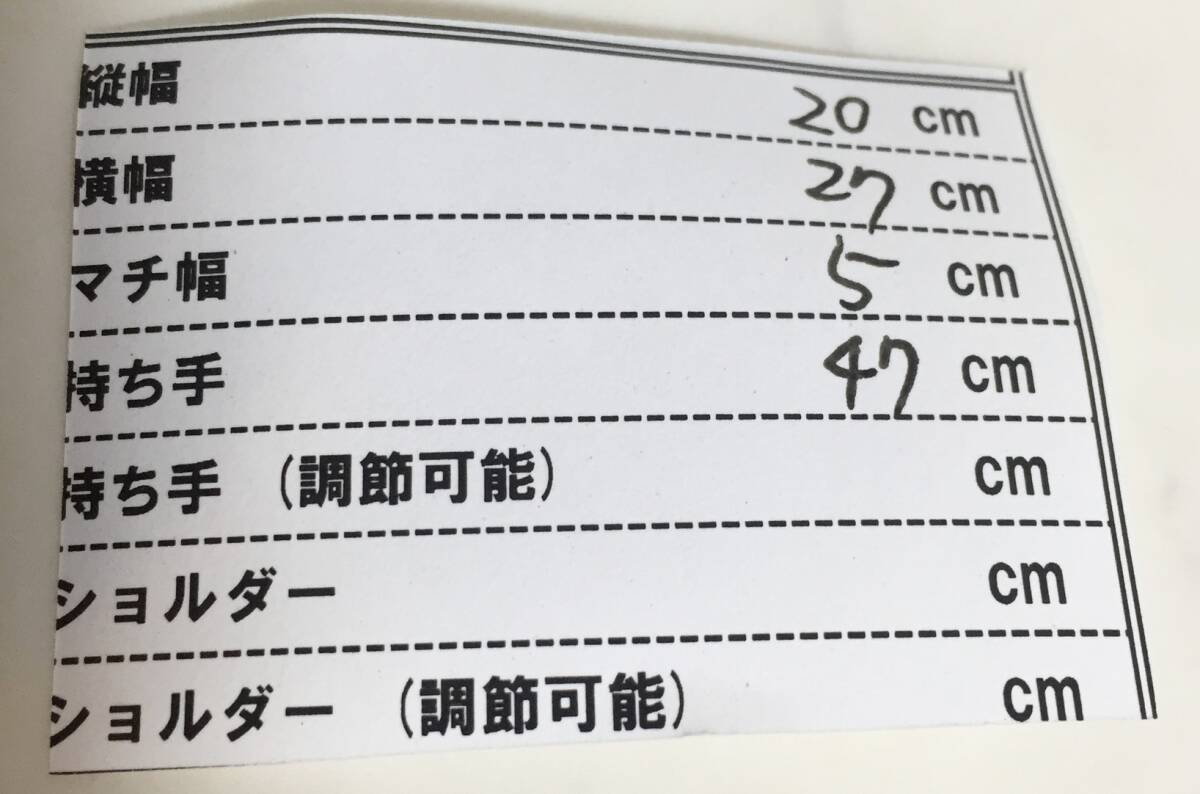 縦幅 20 cm
横幅 27 cm
マチ幅 5 cm
持ち手 47 cm
持ち手 (調節可能) cm
ショルダー cm
ショルダー (調節可能) cm